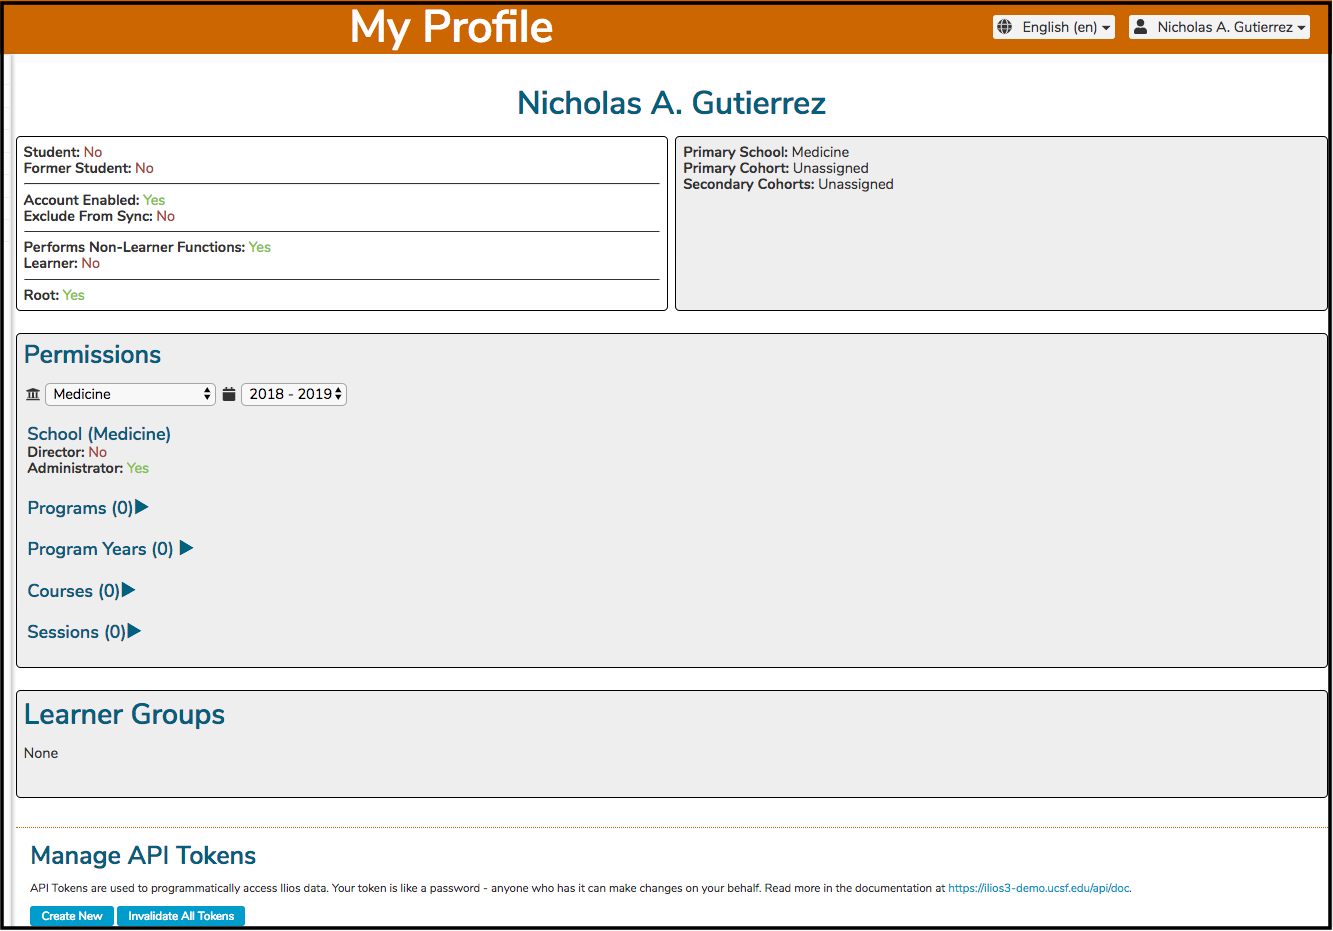 My Profile
English (en)
Nicholas A. Gutierrez
Nicholas A. Gutierrez
Student: No
Former Student: No
Account Enabled: Yes
Exclude From Sync: No
Performs Non-Learner Functions: Yes
Learner: No
Root: Yes
Primary School: Medicine
Primary Cohort: Unassigned
Secondary Cohorts: Unassigned
Permissions
Medicine 2018 - 2019
School (Medicine)
Director: No
Administrator: Yes
Programs (0)
Program Years (0)
Courses (0)
Sessions (0)
Learner Groups
None
Manage API Tokens
API Tokens are used to programmatically access Ilios data. Your token is like a password - anyone who has it can make changes on your behalf. Read more in the documentation at https://ilios3-demo.ucsf.edu/api/doc.
Create New Invalidate All Tokens